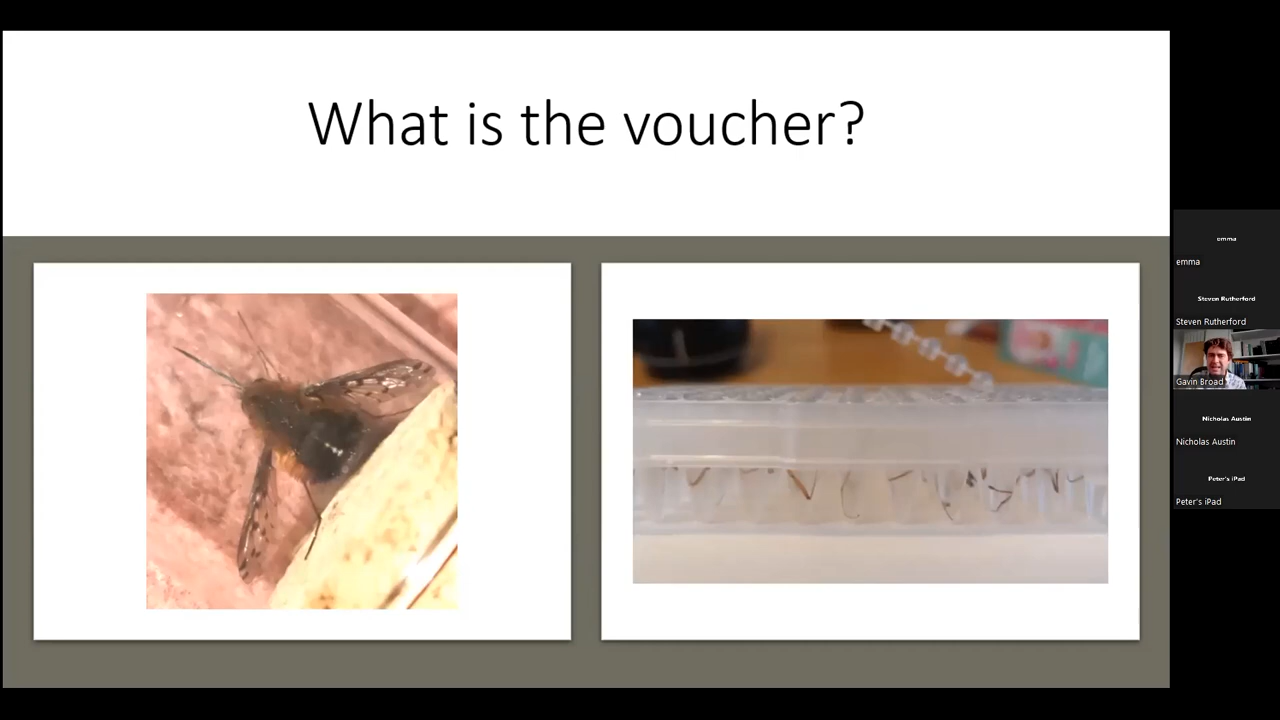 What is the voucher?
emma
emma
Steven Rutherford
Steven Rutherford
Gavin Broad
Nicholas Austin
Nicholas Austin
Peter's iPad
Peter's iPad